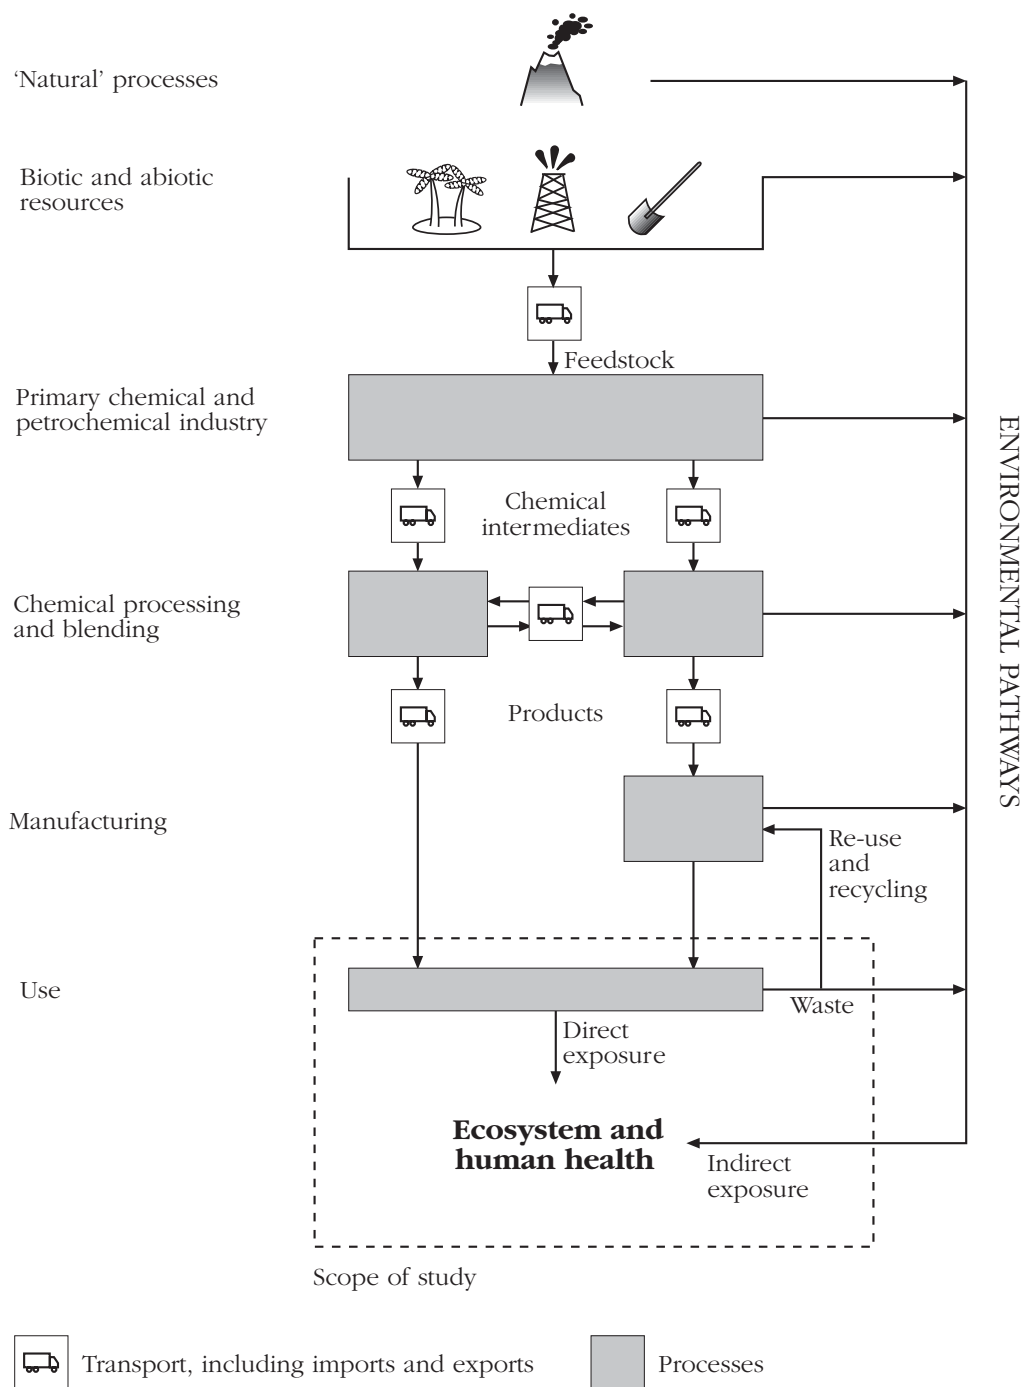 ‘Natural’ processes
Biotic and abiotic
resources
Feedstock
Primary chemical and
petrochemical industry
Chemical
intermediates
Chemical processing
and blending
Products
Manufacturing
Re-use
and
recycling
Use
Waste
Direct
exposure
Ecosystem and
human health
Indirect
exposure
Scope of study
ENVIRONMENTAL PATHWAYS
Transport, including imports and exports
Processes